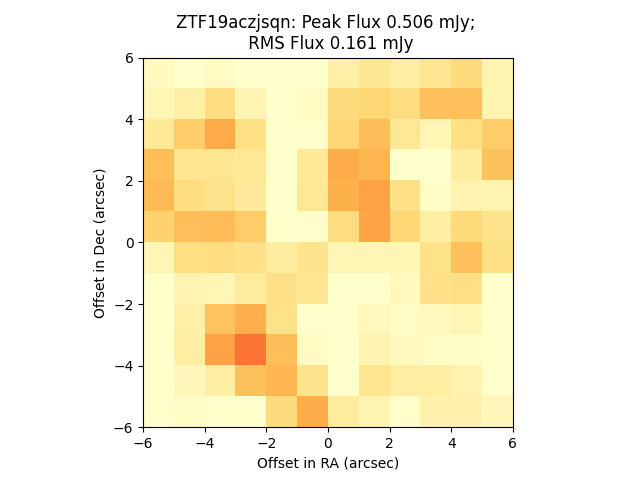 ZTF19aczjsqn: Peak Flux 0.506 mJy;
RMS Flux 0.161 mJy
6
4
2
0
−2
−4
−6
Offset in Dec (arcsec)
−6 −4 −2 0 2 4 6
Offset in RA (arcsec)